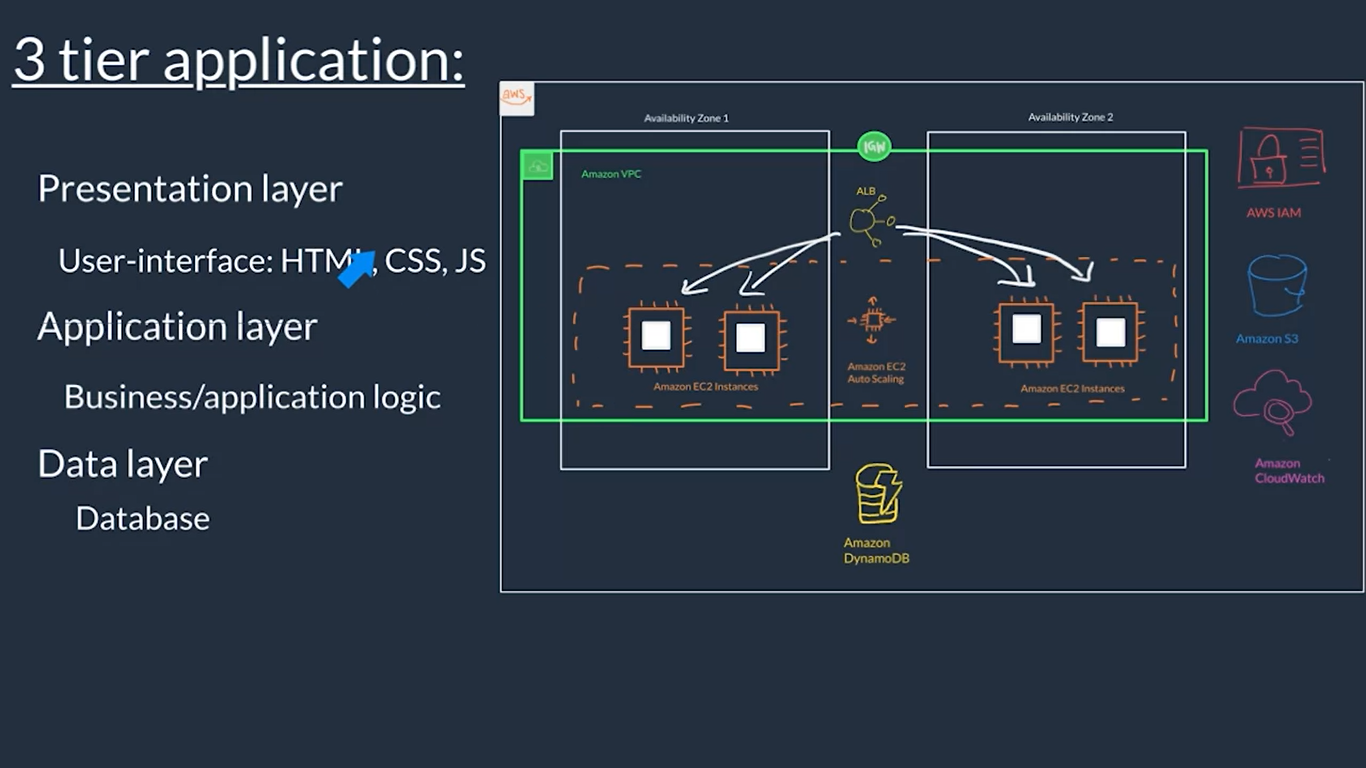 3 tier application:
Presentation layer
User-interface: HTML, CSS, JS
Application layer
Business/application logic
Data layer
Database
aws
Availability Zone 1
Availability Zone 2
IGW
Amazon VPC
ALB
Amazon EC2 Instances
Amazon EC2
Auto Scaling
Amazon EC2 Instances
Amazon
DynamoDB
AWS IAM
Amazon S3
Amazon
CloudWatch